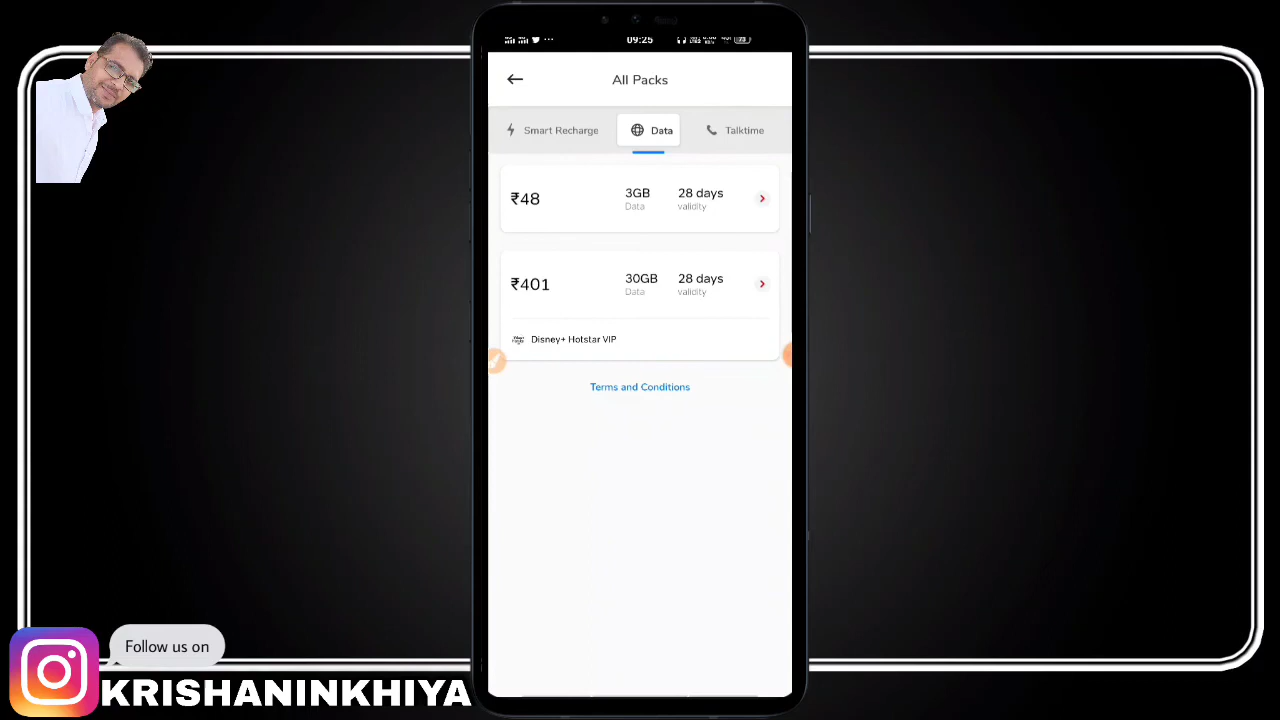 09:25
All Packs
Smart Recharge
Data
Talktime
₹48
3GB
Data
28 days
validity
₹401
30GB
Data
28 days
validity
Disney+ Hotstar VIP
Terms and Conditions
Follow us on
KRISHANINKHIYA